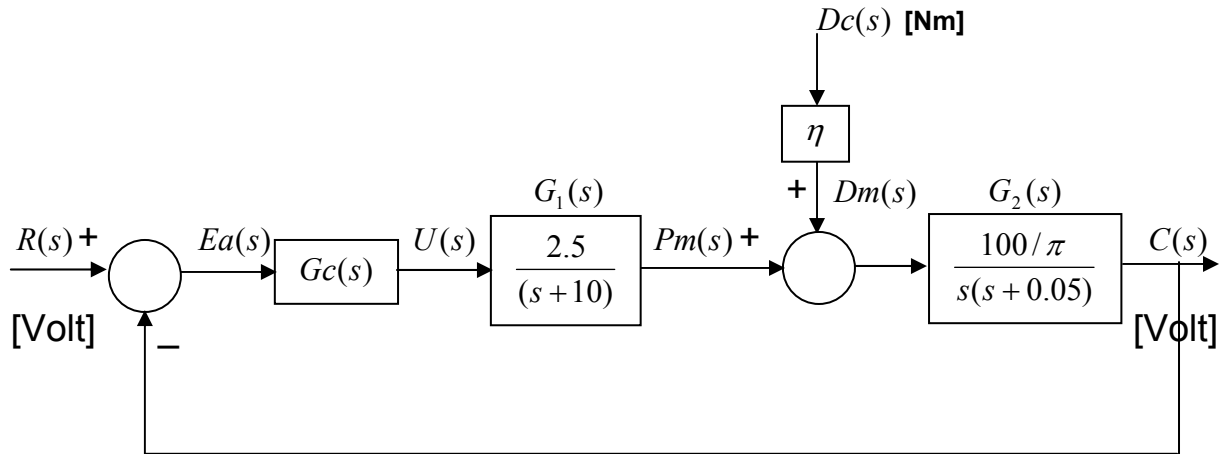 Dc(s) [Nm]
η
+ Dm(s)
G₁(s)
G₂(s)
R(s) +
Ea(s)
Gc(s)
U(s)
2.5
(s+10)
Pm(s) +
100/π
s(s+0.05)
C(s)
[Volt]
–
[Volt]